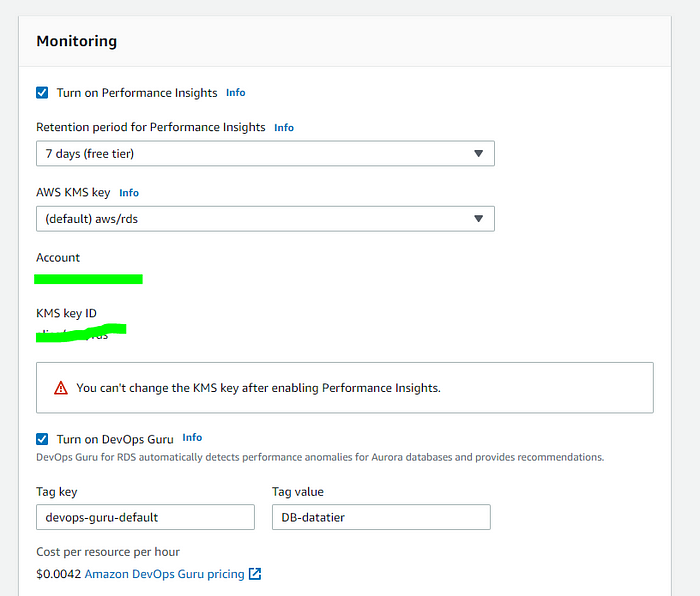 Monitoring
Turn on Performance Insights Info
Retention period for Performance Insights Info
7 days (free tier)
AWS KMS key Info
(default) aws/rds
Account
KMS key ID
You can't change the KMS key after enabling Performance Insights.
Turn on DevOps Guru Info
DevOps Guru for RDS automatically detects performance anomalies for Aurora databases and provides recommendations.
Tag key Tag value
devops-guru-default DB-datatier
Cost per resource per hour
$0.0042 Amazon DevOps Guru pricing